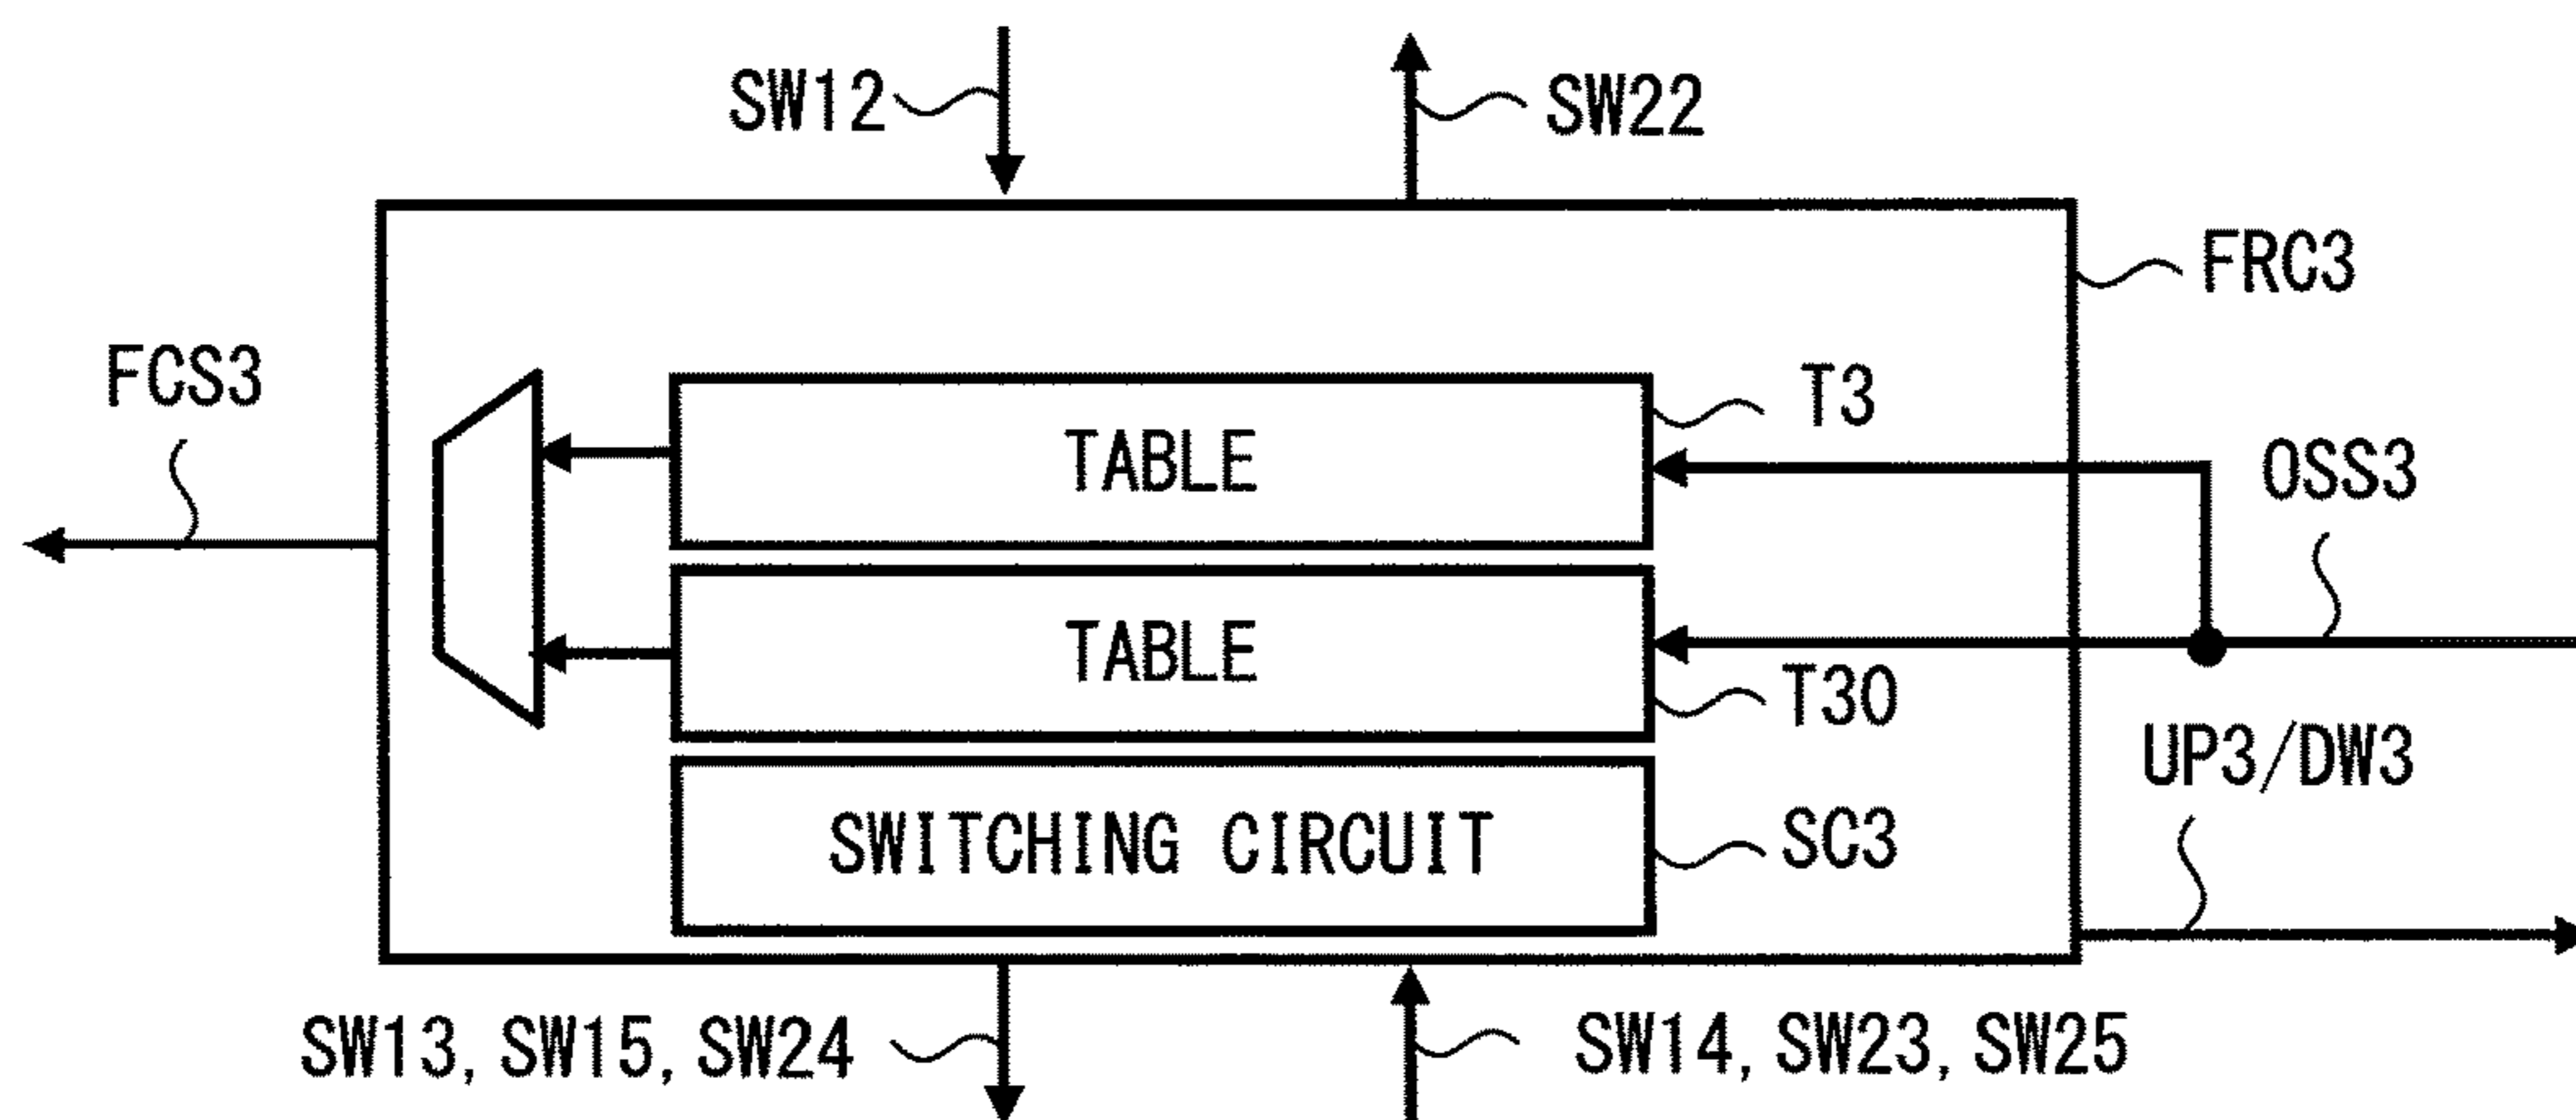 SW12
SW22
FRC3
FCS3
T3
TABLE
OSS3
TABLE
T30
UP3/DW3
SWITCHING CIRCUIT
SC3
SW13, SW15, SW24
SW14, SW23, SW25